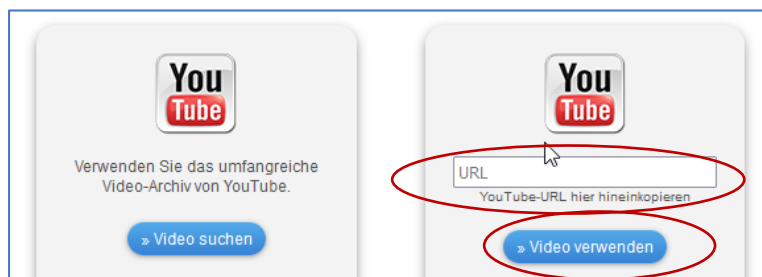 You
Tube
Verwenden Sie das umfangreiche
Video-Archiv von YouTube.
» Video suchen
You
Tube
URL
YouTube-URL hier hineinkopieren
» Video verwenden